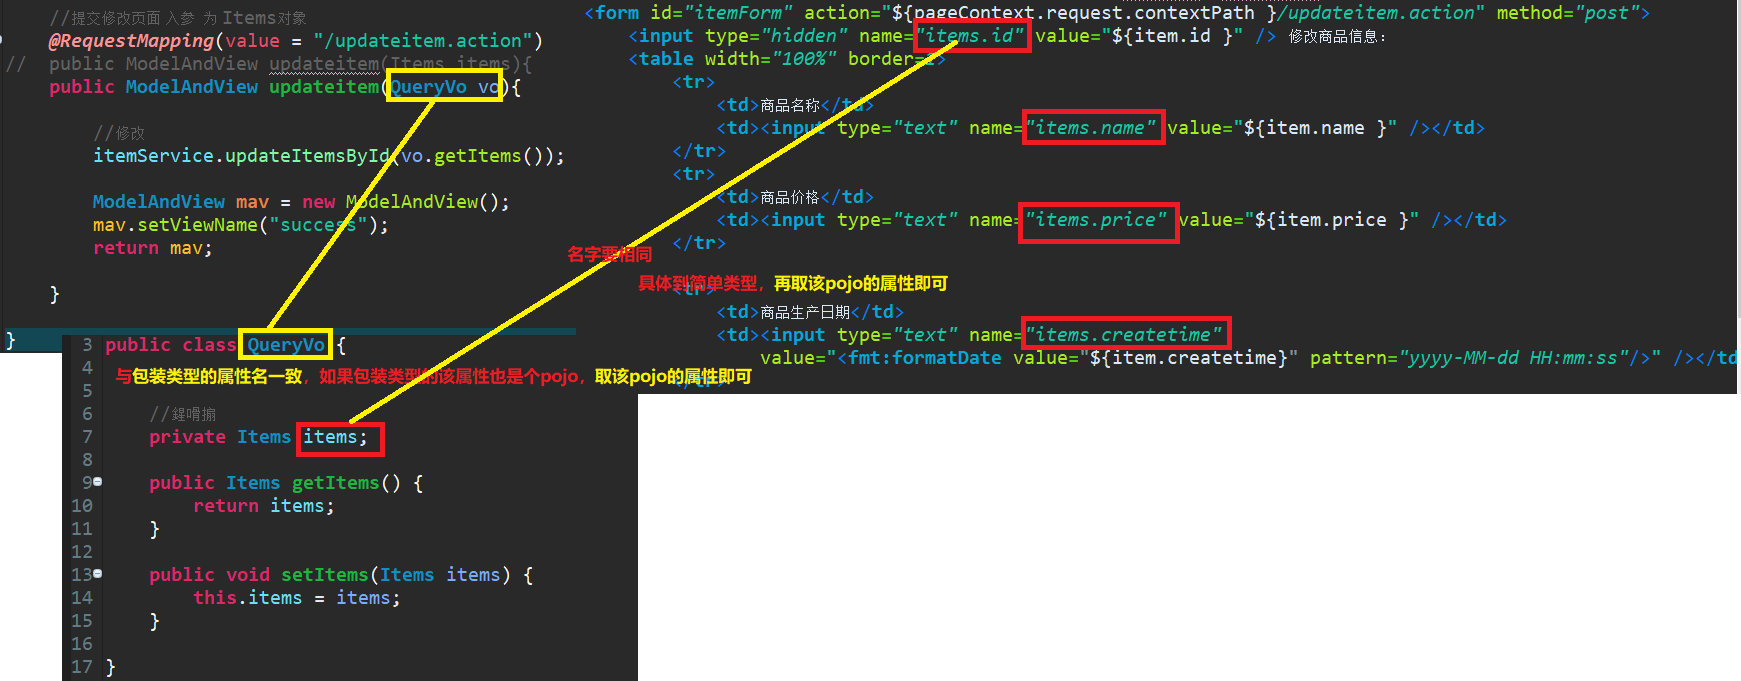 //提交修改页面 入参  为 Items对象
@RequestMapping(value = "/updateitem.action")
//  public ModelAndView updateitem(Items items){
public ModelAndView updateitem(QueryVo vo){
//修改
itemService.updateItemsById(vo.getItems());
ModelAndView mav = new ModelAndView();
mav.setViewName("success");
return mav;
}
}
<form id="itemForm" action="${pageContext.request.contextPath }/updateitem.action" method="post">
<input type="hidden" name="items.id" value="${item.id }" /> 修改商品信息:
<table width="100%" border=1>
<tr>
<td>商品名称</td>
<td><input type="text" name="items.name" value="${item.name }" /></td>
</tr>
<tr>
<td>商品价格</td>
<td><input type="text" name="items.price" value="${item.price }" /></td>
</tr>
名字要相同
具体到简单类型，再取该pojo的属性即可
<tr>
<td>商品生产日期</td>
<td><input type="text" name="items.createtime"
value="<fmt:formatDate value="${item.createtime}" pattern="yyyy-MM-dd HH:mm:ss"/>" /></td
</tr>
3 public class QueryVo {
4
与包装类型的属性名一致，如果包装类型的该属性也是个pojo，取该pojo的属性即可
5
6 //
7 private Items items;
8
9 public Items getItems() {
10 return items;
11 }
12
13 public void setItems(Items items) {
14 this.items = items;
15 }
16
17 }